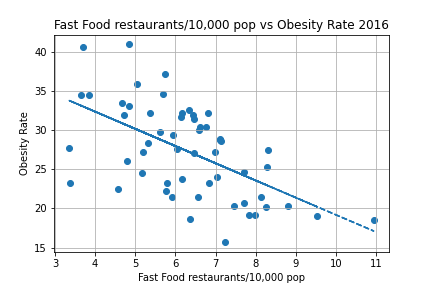 Fast Food restaurants/10,000 pop vs Obesity Rate 2016
40
35
30
25
20
15
Obesity Rate
3 4 5 6 7 8 9 10 11
Fast Food restaurants/10,000 pop